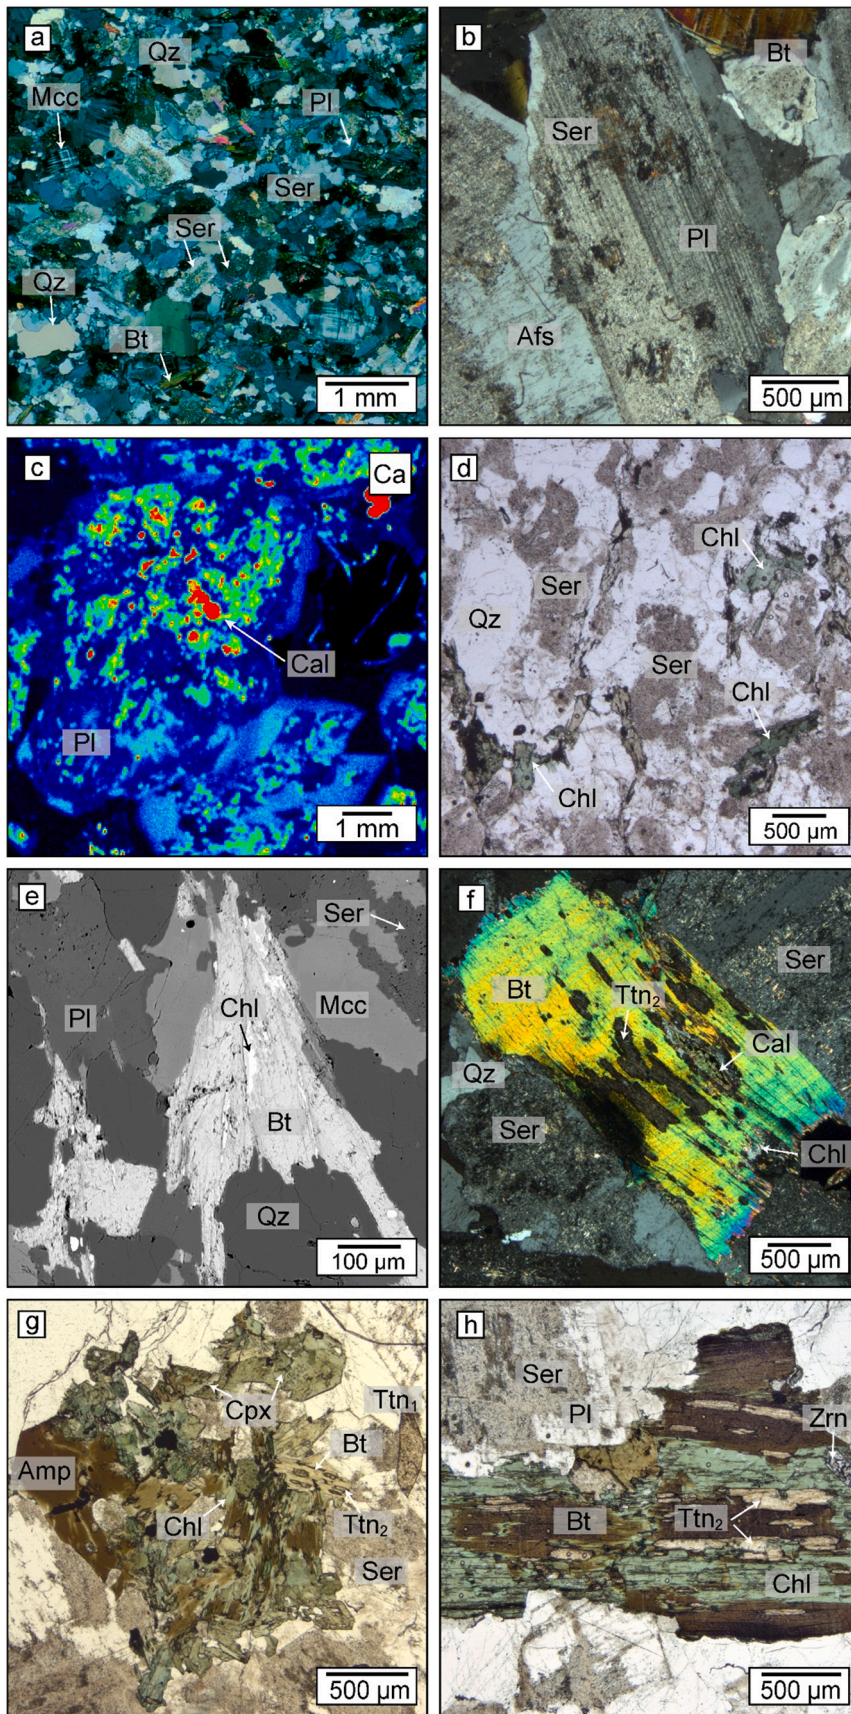 a
Qz
Mcc
Pl
Ser
Ser
Qz
Bt
1 mm
b
Bt
Ser
Pl
Afs
500 µm
c
Ca
Cal
Pl
1 mm
d
Chl
Ser
Qz
Ser
Chl
Chl
500 µm
e
Ser
Pl
Chl
Mcc
Bt
Qz
100 µm
f
Ser
Bt
Ttn₂
Cal
Qz
Ser
Chl
500 µm
g
Cpx
Ttn₁
Bt
Amp
Chl
Ttn₂
Ser
500 µm
h
Ser
Pl
Zrn
Bt
Ttn₂
Chl
500 µm